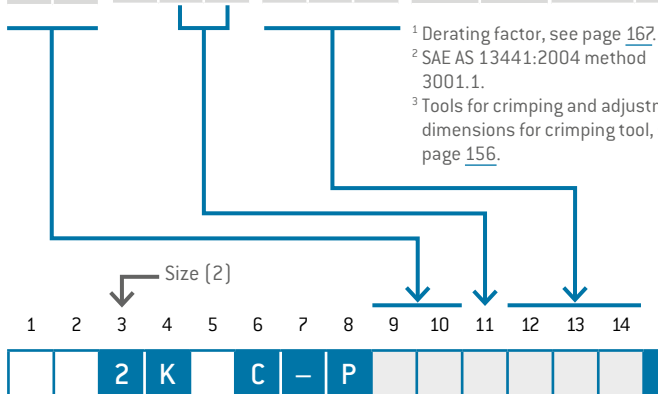 ¹ Derating factor, see page 167.
² SAE AS 13441:2004 method
3001.1.
³ Tools for crimping and
dimensions for crimping tool,
page 156.
Size (2)
1 2 3 4 5 6 7 8 9 10 11 12 13 14
2 K C – P